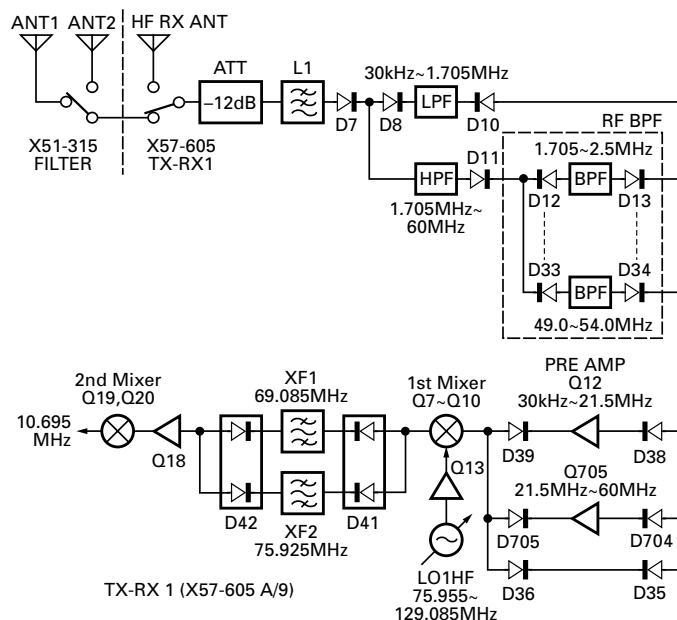 ANT1 ANT2 HF RX ANT
ATT
L1
30kHz~1.705MHz
–12dB
LPF
D7
D8
D10
RF BPF
X51-315
FILTER
X57-605
TX-RX1
D11
1.705~2.5MHz
HPF
BPF
D12
D13
1.705MHz~
60MHz
D33
D34
BPF
49.0~54.0MHz
2nd Mixer
Q19,Q20
XF1
69.085MHz
1st Mixer
Q7~Q10
PRE AMP
Q12
30kHz~21.5MHz
10.695
MHz
Q18
Q13
D39
D38
Q705
21.5MHz~60MHz
D42
XF2
D41
75.925MHz
D705
D704
LO1HF
75.955~
129.085MHz
D36
D35
TX-RX 1 (X57-605 A/9)